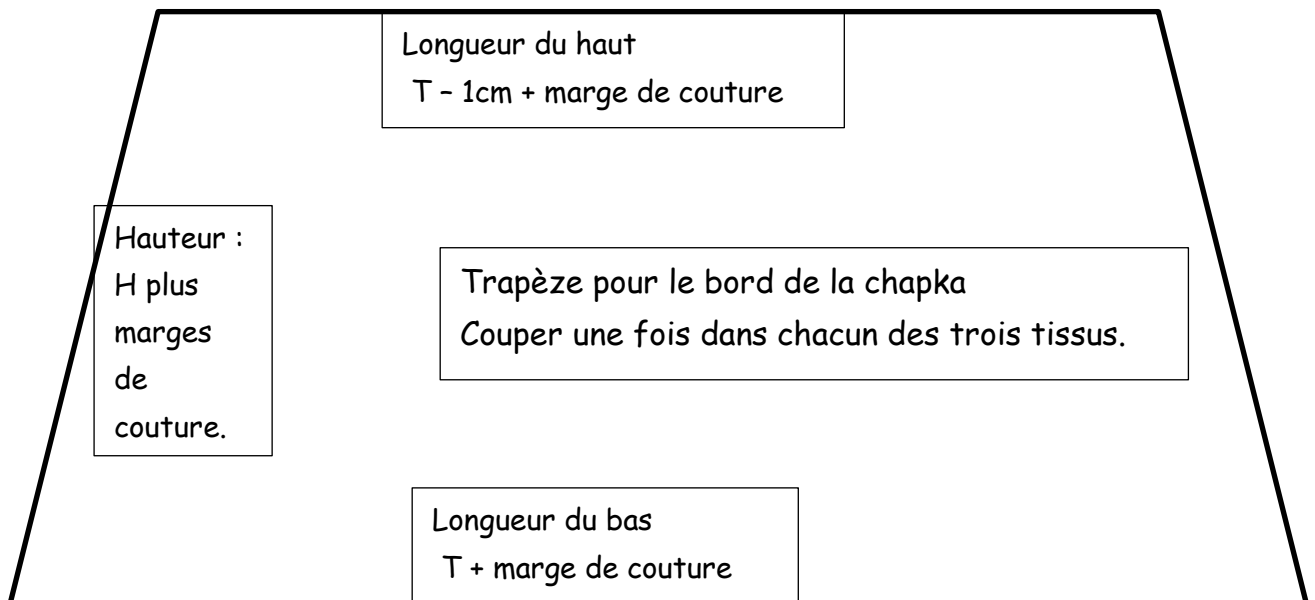 Longueur du haut
T – 1cm + marge de couture
Hauteur :
H plus
marges
de
couture.
Trapèze pour le bord de la chapka
Couper une fois dans chacun des trois tissus.
Longueur du bas
T + marge de couture